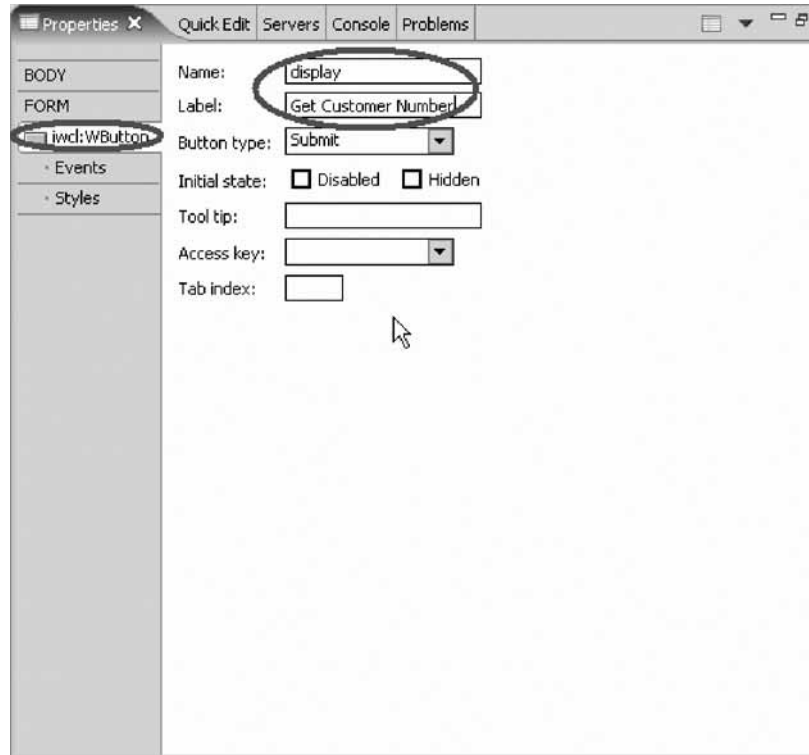 Properties Quick Edit Servers Console Problems
BODY
FORM
iwcl:WButton
Events
Styles
Name: display
Label: Get Customer Number
Button type: Submit
Initial state: Disabled Hidden
Tool tip:
Access key:
Tab index: